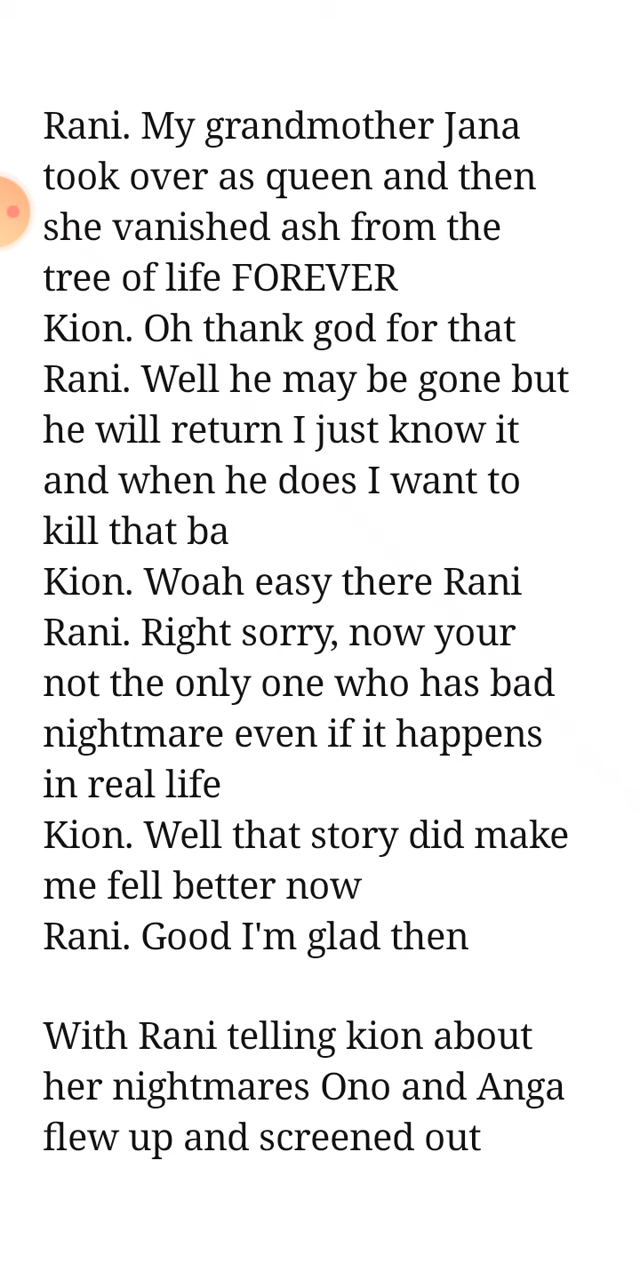 Rani. My grandmother Jana
took over as queen and then
she vanished ash from the
tree of life FOREVER
Kion. Oh thank god for that
Rani. Well he may be gone but
he will return I just know it
and when he does I want to
kill that ba
Kion. Woah easy there Rani
Rani. Right sorry, now your
not the only one who has bad
nightmare even if it happens
in real life
Kion. Well that story did make
me fell better now
Rani. Good I'm glad then
With Rani telling kion about
her nightmares Ono and Anga
flew up and screened out